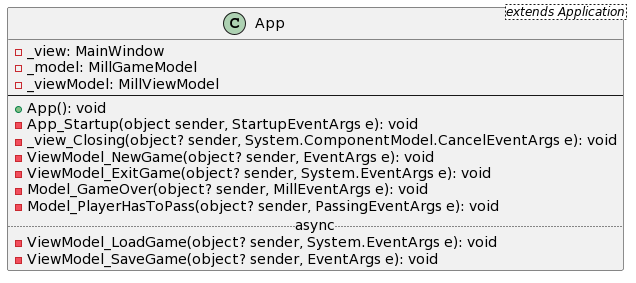 extends Application
C App
_view: MainWindow
_model: MillGameModel
_viewModel: MillViewModel
App(): void
App_Startup(object sender, StartupEventArgs e): void
_view_Closing(object? sender, System.ComponentModel.CancelEventArgs e): void
ViewModel_NewGame(object? sender, EventArgs e): void
ViewModel_ExitGame(object? sender, System.EventArgs e): void
Model_GameOver(object? sender, MillEventArgs e): void
Model_PlayerHasToPass(object? sender, PassingEventArgs e): void
async
ViewModel_LoadGame(object? sender, System.EventArgs e): void
ViewModel_SaveGame(object? sender, EventArgs e): void